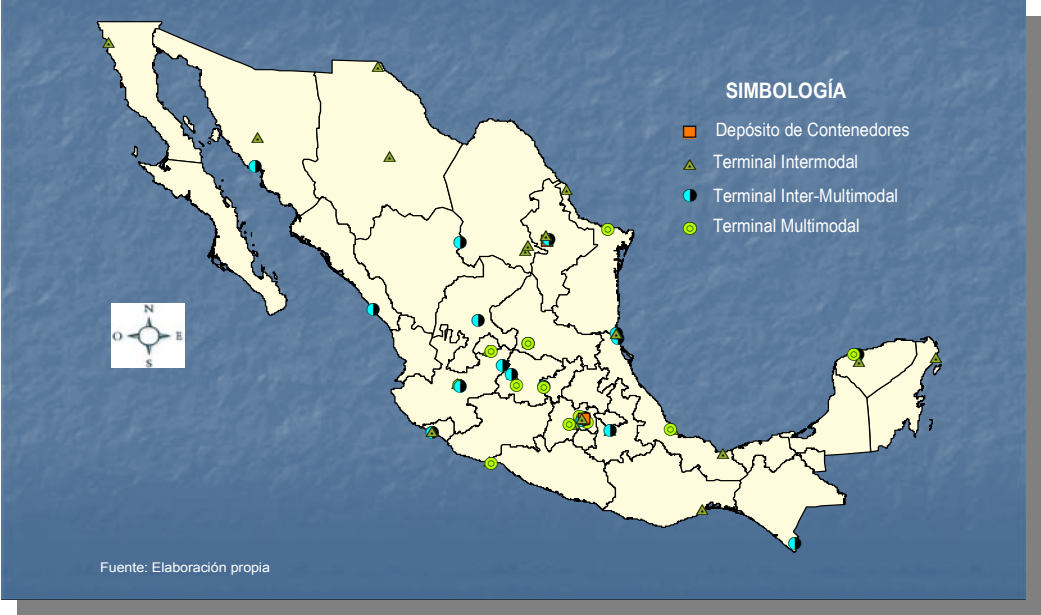 SIMBOLOGÍA
Depósito de Contenedores
Terminal Intermodal
Terminal Inter-Multimodal
Terminal Multimodal
N
O E
S
Fuente: Elaboración propia